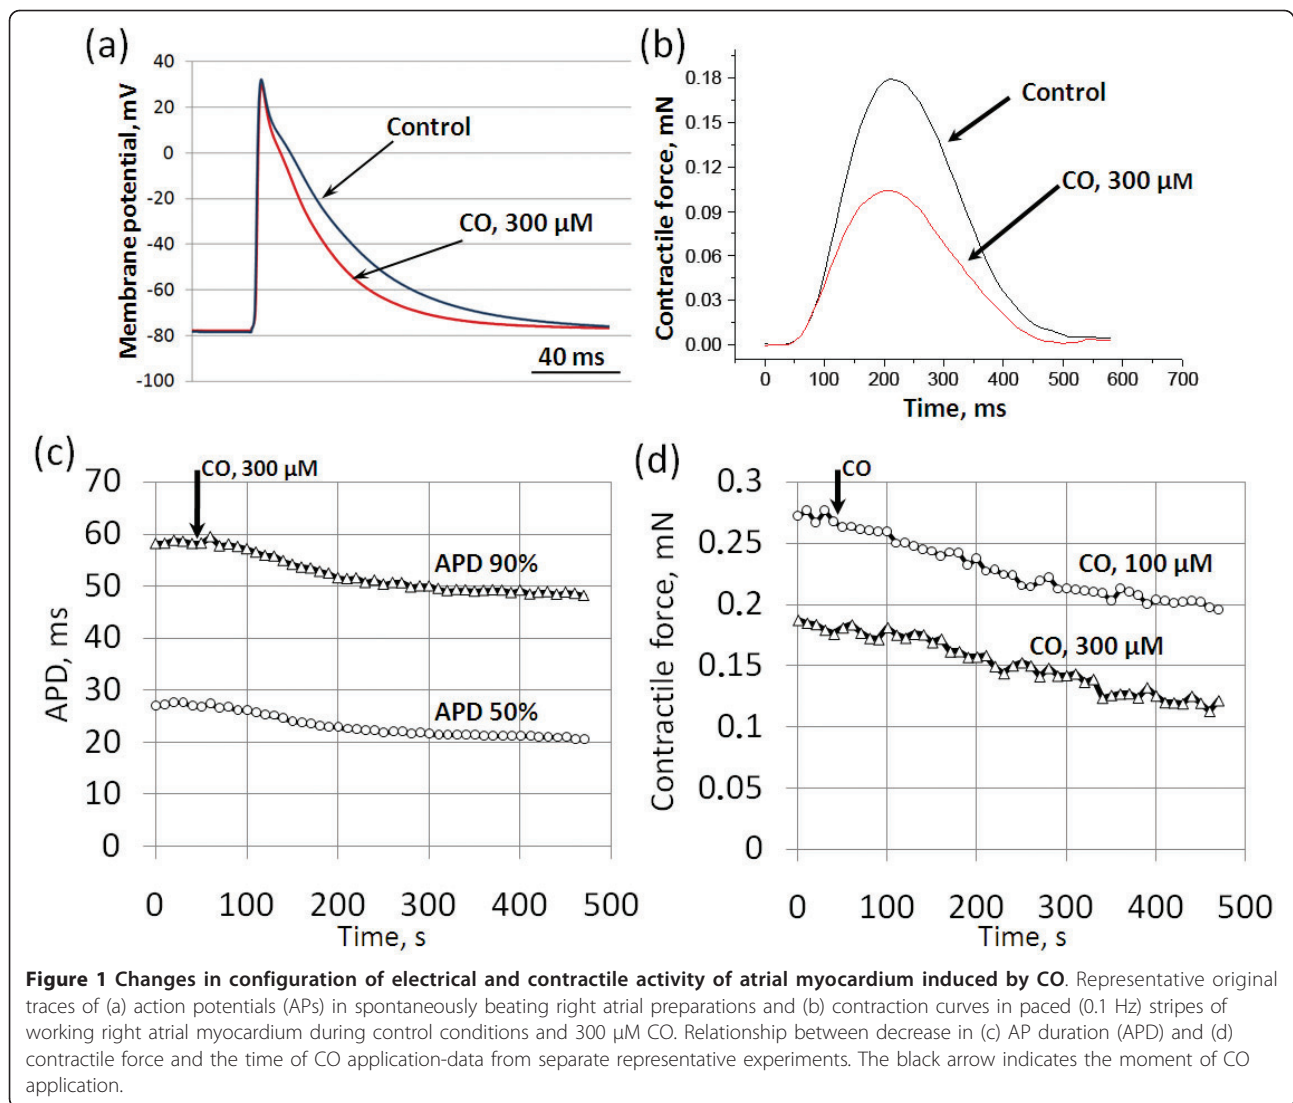 (a)
40
20
0
-20
-40
-60
-80
-100
Membrane potential, mV
Control
CO, 300 µM
40 ms
(b)
0.18
0.15
0.12
0.09
0.06
0.03
0.00
Contractile force, mN
Control
CO, 300 µM
0 100 200 300 400 500 600 700
Time, ms
(c)
CO, 300 µM
70
60
50
40
30
20
10
0
APD, ms
APD 90%
APD 50%
0 100 200 300 400 500
Time, s
(d)
CO
0.3
0.25
0.2
0.15
0.1
0.05
0
Contractile force, mN
CO, 100 µM
CO, 300 µM
0 100 200 300 400 500
Time, s
Figure 1 Changes in configuration of electrical and contractile activity of atrial myocardium induced by CO. Representative original
traces of (a) action potentials (APs) in spontaneously beating right atrial preparations and (b) contraction curves in paced (0.1 Hz) stripes of
working right atrial myocardium during control conditions and 300 µM CO. Relationship between decrease in (c) AP duration (APD) and (d)
contractile force and the time of CO application-data from separate representative experiments. The black arrow indicates the moment of CO
application.